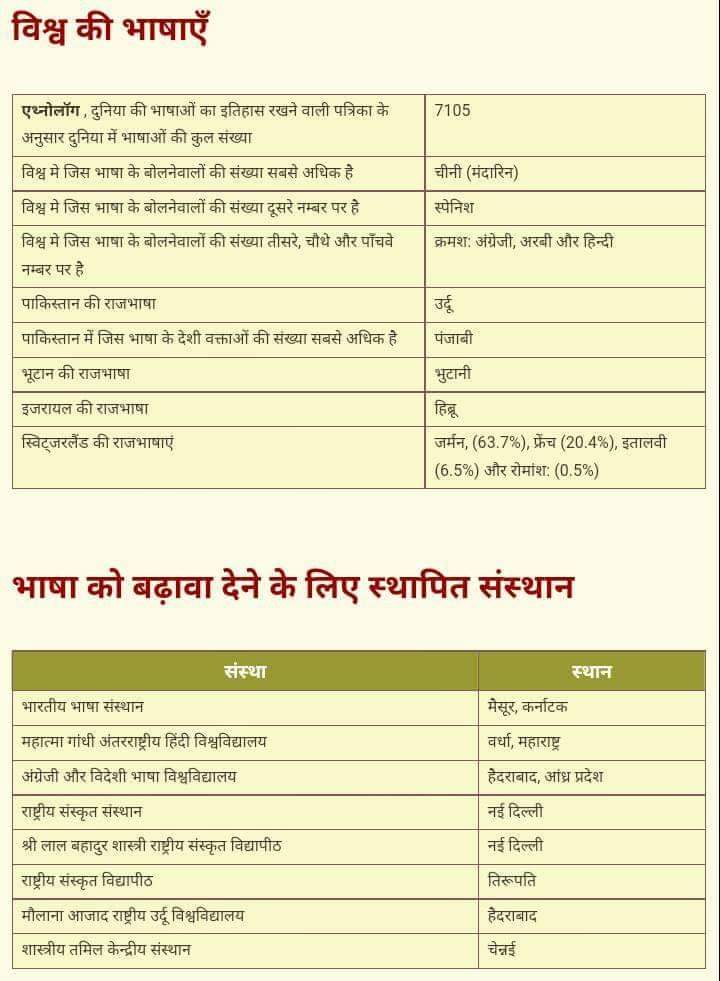 विश्व की भाषाएँ
एथ्नोलॉग , दुनिया की भाषाओं का इतिहास रखने वाली पत्रिका के
अनुसार दुनिया में भाषाओं की कुल संख्या
7105
विश्व मे जिस भाषा के बोलनेवालों की संख्या सबसे अधिक है
चीनी (मंदारिन)
विश्व मे जिस भाषा के बोलनेवालों की संख्या दूसरे नम्बर पर है
स्पेनिश
विश्व मे जिस भाषा के बोलनेवालों की संख्या तीसरे, चौथे और पाँचवे
नम्बर पर है
क्रमश: अंग्रेजी, अरबी और हिन्दी
पाकिस्तान की राजभाषा
उर्दू
पाकिस्तान में जिस भाषा के देशी वक्ताओं की संख्या सबसे अधिक है
पंजाबी
भूटान की राजभाषा
भुटानी
इजरायल की राजभाषा
हिब्रू
स्विट्जरलैंड की राजभाषाएं
जर्मन, (63.7%), फ्रेंच (20.4%), इतालवी
(6.5%) और रोमांश: (0.5%)
भाषा को बढ़ावा देने के लिए स्थापित संस्थान
संस्था
स्थान
भारतीय भाषा संस्थान
मैसूर, कर्नाटक
महात्मा गांधी अंतरराष्ट्रीय हिंदी विश्वविद्यालय
वर्धा, महाराष्ट्र
अंग्रेजी और विदेशी भाषा विश्वविद्यालय
हैदराबाद, आंध्र प्रदेश
राष्ट्रीय संस्कृत संस्थान
नई दिल्ली
श्री लाल बहादुर शास्त्री राष्ट्रीय संस्कृत विद्यापीठ
नई दिल्ली
राष्ट्रीय संस्कृत विद्यापीठ
तिरूपति
मौलाना आजाद राष्ट्रीय उर्दू विश्वविद्यालय
हैदराबाद
शास्त्रीय तमिल केन्द्रीय संस्थान
चेन्नई